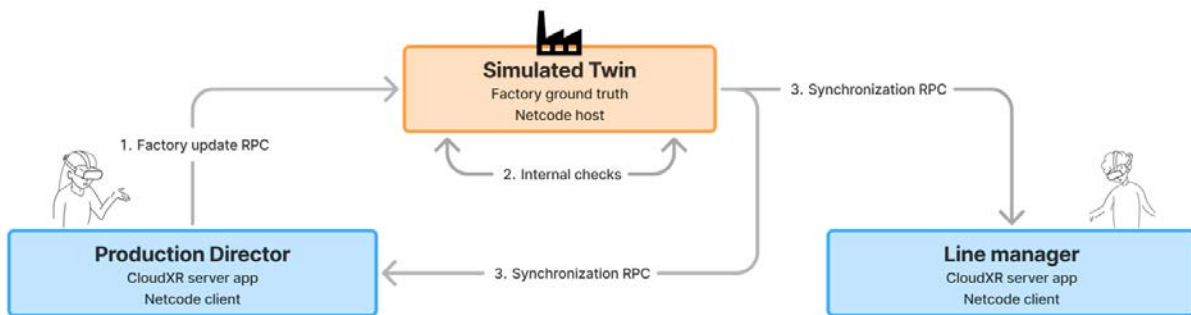 Simulated Twin
Factory ground truth
Netcode host
3. Synchronization RPC
1. Factory update RPC
2. Internal checks
Production Director
CloudXR server app
Netcode client
3. Synchronization RPC
Line manager
CloudXR server app
Netcode client